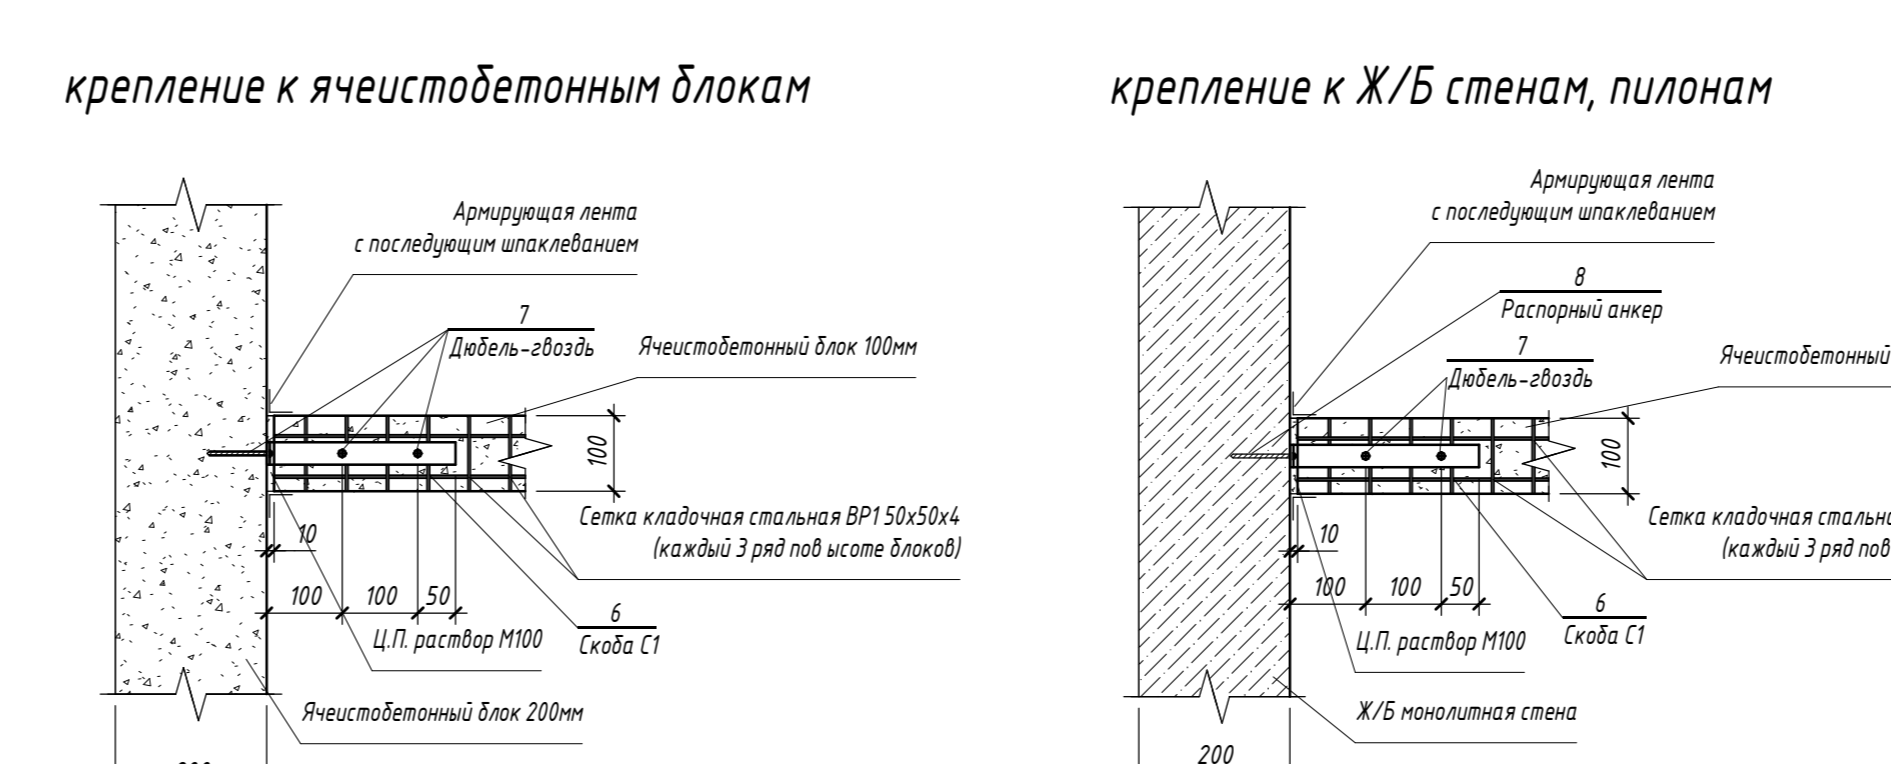 крепление к ячеистобетонным блокам
Армирующая лента
с последующим шпаклеванием
7
Дюбель-гвоздь
Ячеистобетонный блок 100мм
100
Сетка кладочная стальная ВР1 50х50х4
(каждый 3 ряд пов ысоте блоков)
10
100
100
50
6
Скоба С1
Ц.П. раствор М100
Ячеистобетонный блок 200мм
крепление к Ж/Б стенам, пилонам
Армирующая лента
с последующим шпаклеванием
8
Распорный анкер
7
Дюбель-гвоздь
Ячеистобетонный
100
Сетка кладочная
(каждый 3 ряд пов
10
100
100
50
6
Скоба С1
Ц.П. раствор М100
Ж/Б монолитная стена
200